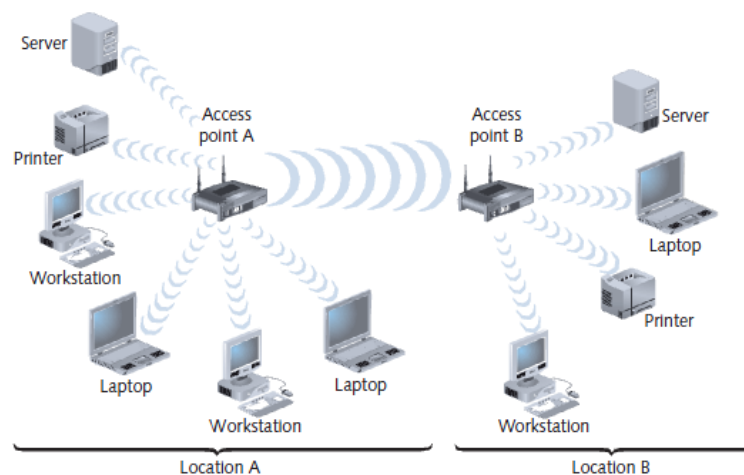 Server
Printer
Workstation
Laptop
Workstation
Laptop
Access
point A
Access
point B
Server
Laptop
Printer
Workstation
Location A
Location B